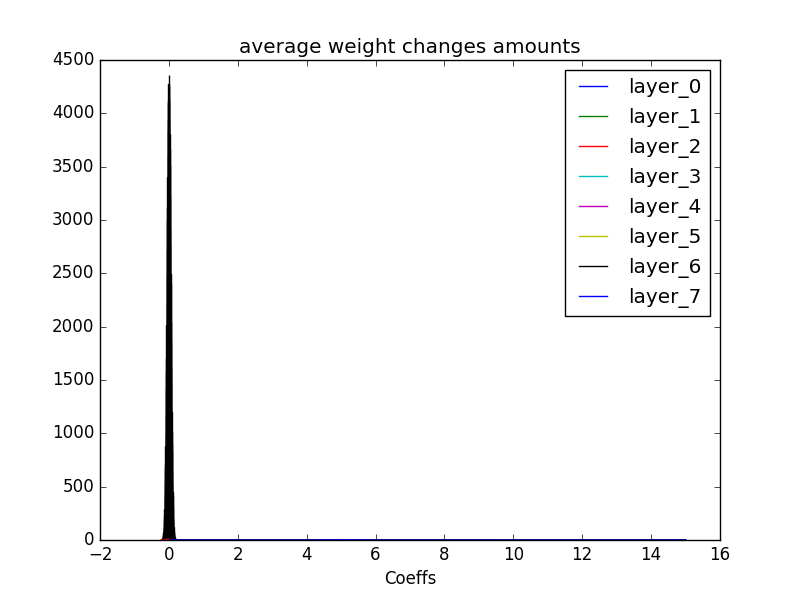 average weight changes amounts
4500
4000
3500
3000
2500
2000
1500
1000
500
0
layer_0
layer_1
layer_2
layer_3
layer_4
layer_5
layer_6
layer_7
−2 0 2 4 6 8 10 12 14 16
Coeffs